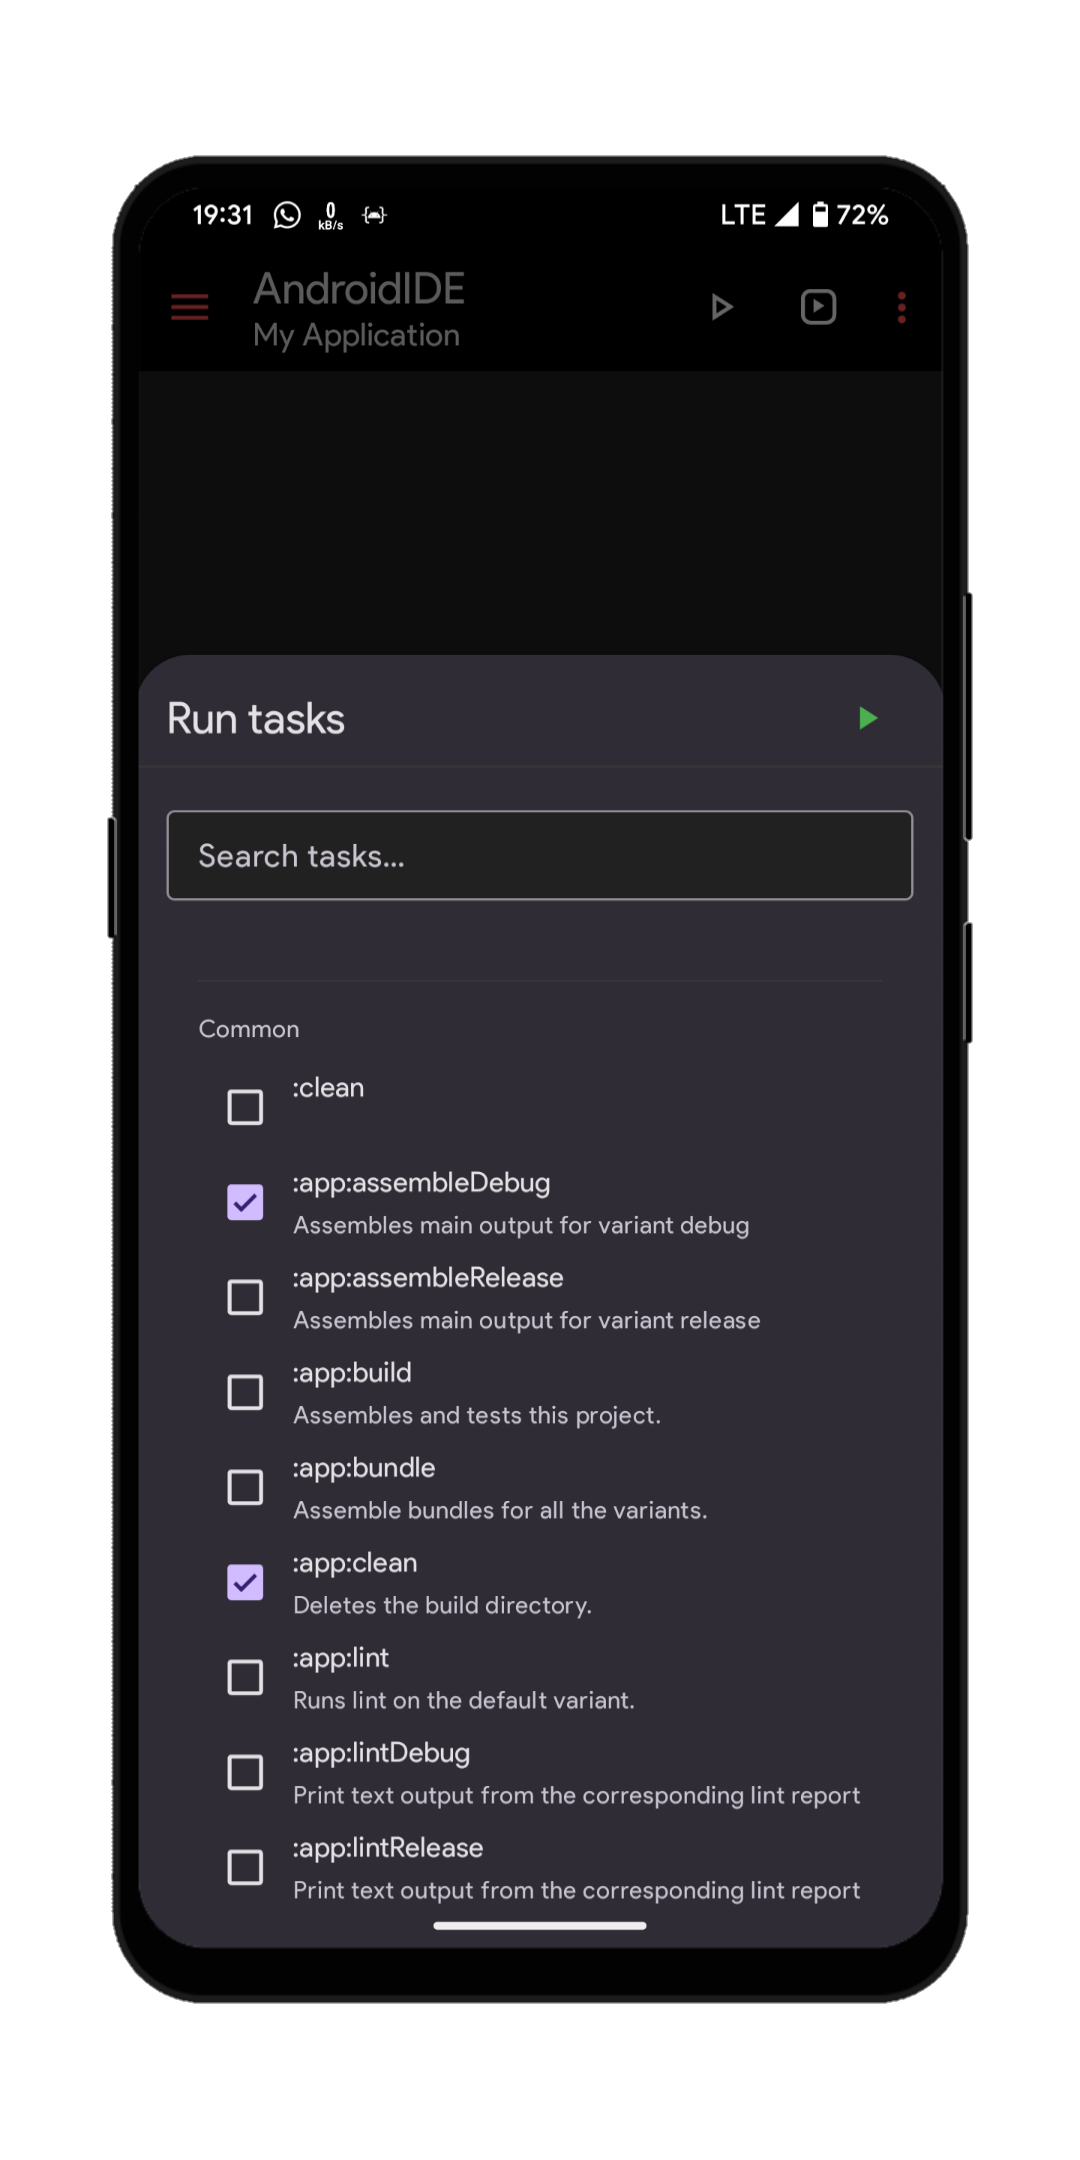 19:31 0 kB/s LTE 72%
AndroidIDE
My Application
Run tasks
Search tasks...
Common
:clean
:app:assembleDebug
Assembles main output for variant debug
:app:assembleRelease
Assembles main output for variant release
:app:build
Assembles and tests this project.
:app:bundle
Assemble bundles for all the variants.
:app:clean
Deletes the build directory.
:app:lint
Runs lint on the default variant.
:app:lintDebug
Print text output from the corresponding lint report
:app:lintRelease
Print text output from the corresponding lint report